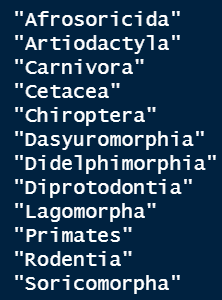 "Afrosoricida"
"Artiodactyla"
"Carnivora"
"Cetacea"
"Chiroptera"
"Dasyuromorphia"
"Didelphimorphia"
"Diprotodontia"
"Lagomorpha"
"Primates"
"Rodentia"
"Soricomorpha"